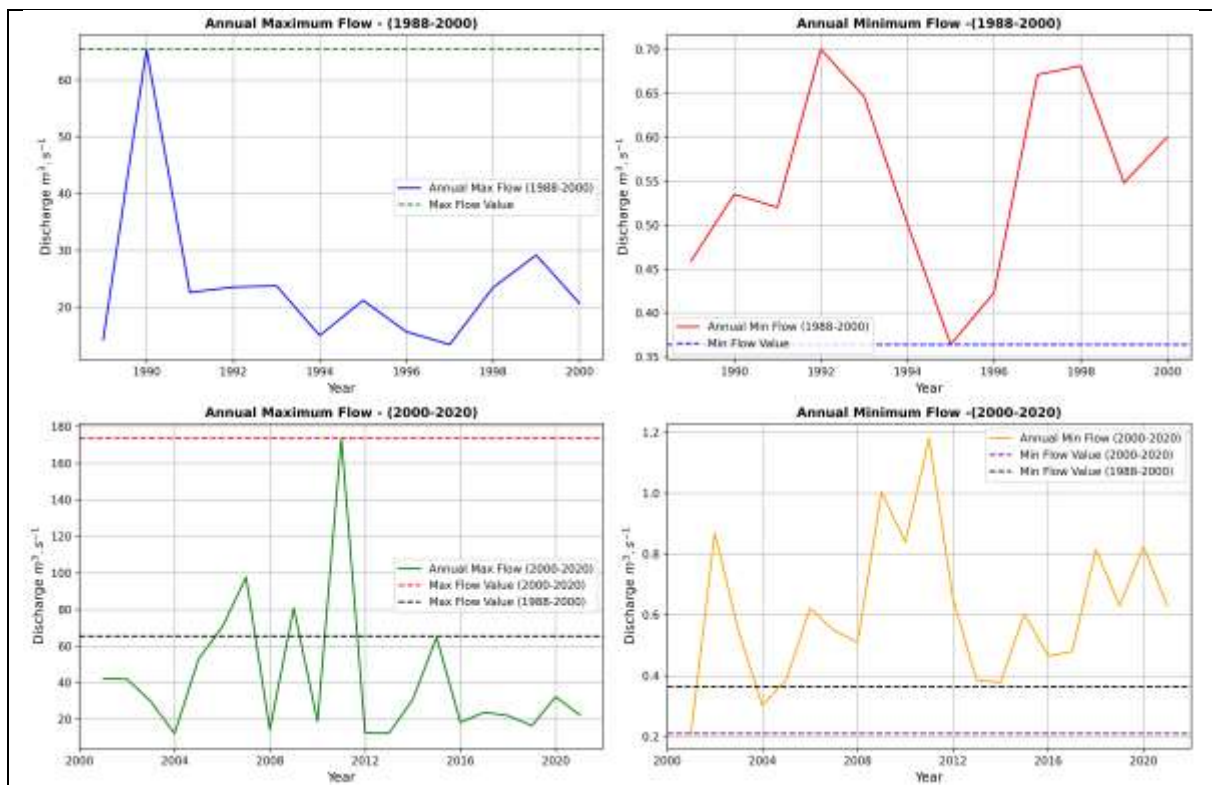 Annual Maximum Flow - (1988-2000)
60
50
40
30
20
Discharge m³. s⁻¹
Annual Max Flow (1988-2000)
Max Flow Value
1990 1992 1994 1996 1998 2000
Year
Annual Minimum Flow -(1988-2000)
0.70
0.65
0.60
0.55
0.50
0.45
0.40
0.35
Discharge m³. s⁻¹
Annual Min Flow (1988-2000)
Min Flow Value
1990 1992 1994 1996 1998 2000
Year
Annual Maximum Flow - (2000-2020)
180
160
140
120
100
80
60
40
20
Discharge m³. s⁻¹
Annual Max Flow (2000-2020)
Max Flow Value (2000-2020)
Max Flow Value (1988-2000)
2000 2004 2008 2012 2016 2020
Year
Annual Minimum Flow -(2000-2020)
1.2
1.0
0.8
0.6
0.4
0.2
Discharge m³. s⁻¹
Annual Min Flow (2000-2020)
Min Flow Value (2000-2020)
Min Flow Value (1988-2000)
2000 2004 2008 2012 2016 2020
Year